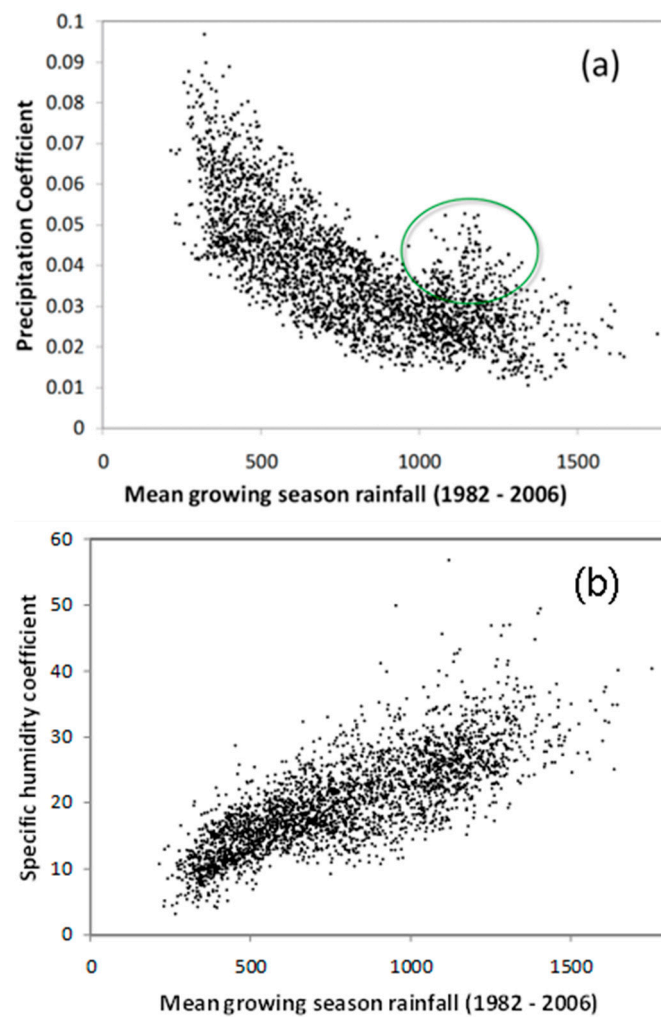 (a)
Precipitation Coefficient
0.1
0.09
0.08
0.07
0.06
0.05
0.04
0.03
0.02
0.01
0
0 500 1000 1500
Mean growing season rainfall (1982 - 2006)
(b)
Specific humidity coefficient
60
50
40
30
20
10
0
0 500 1000 1500
Mean growing season rainfall (1982 - 2006)